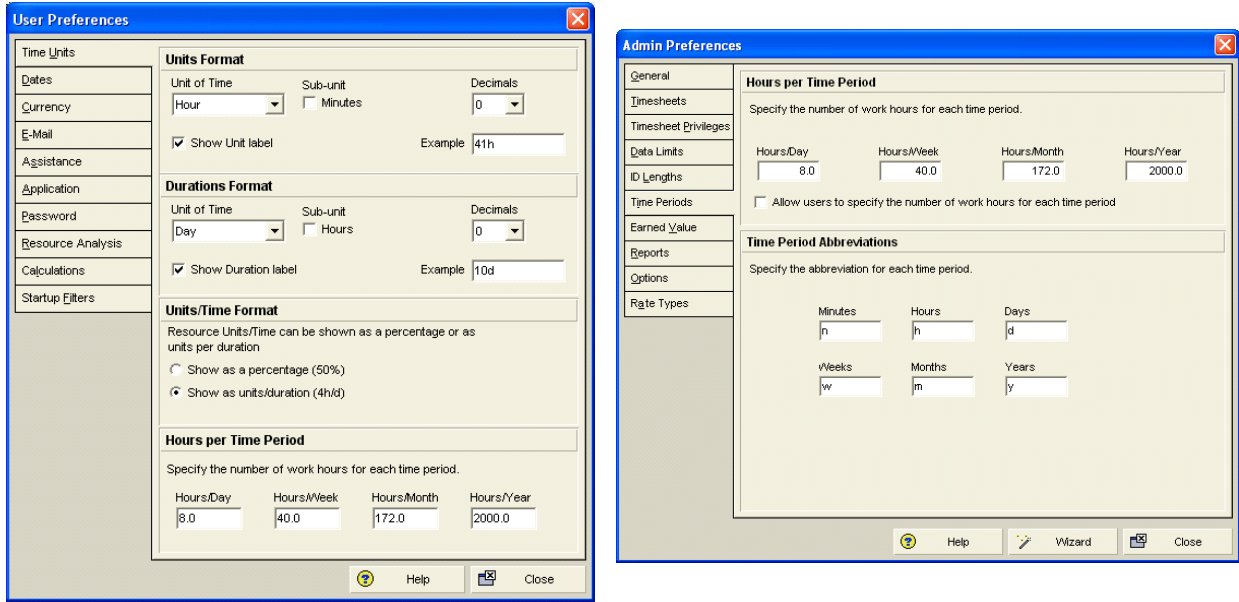 User Preferences
Time Units
Dates
Currency
E-Mail
Assistance
Application
Password
Resource Analysis
Calculations
Startup Filters
Units Format
Unit of Time
Sub-unit
Decimals
Hour
Minutes
0
Show Unit label
Example
41h
Durations Format
Unit of Time
Sub-unit
Decimals
Day
Hours
0
Show Duration label
Example
10d
Units/Time Format
Resource Units/Time can be shown as a percentage or as
units per duration
Show as a percentage (50%)
Show as units/duration (4h/d)
Hours per Time Period
Specify the number of work hours for each time period.
Hours/Day
Hours/Week
Hours/Month
Hours/Year
8.0
40.0
172.0
2000.0
Help
Close
Admin Preferences
General
Timesheets
Timesheet Privileges
Data Limits
ID Lengths
Time Periods
Earned Value
Reports
Options
Rate Types
Hours per Time Period
Specify the number of work hours for each time period.
Hours/Day
Hours/Week
Hours/Month
Hours/Year
8.0
40.0
172.0
2000.0
Allow users to specify the number of work hours for each time period
Time Period Abbreviations
Specify the abbreviation for each time period.
Minutes
Hours
Days
n
h
d
Weeks
Months
Years
w
m
y
Help
Wizard
Close